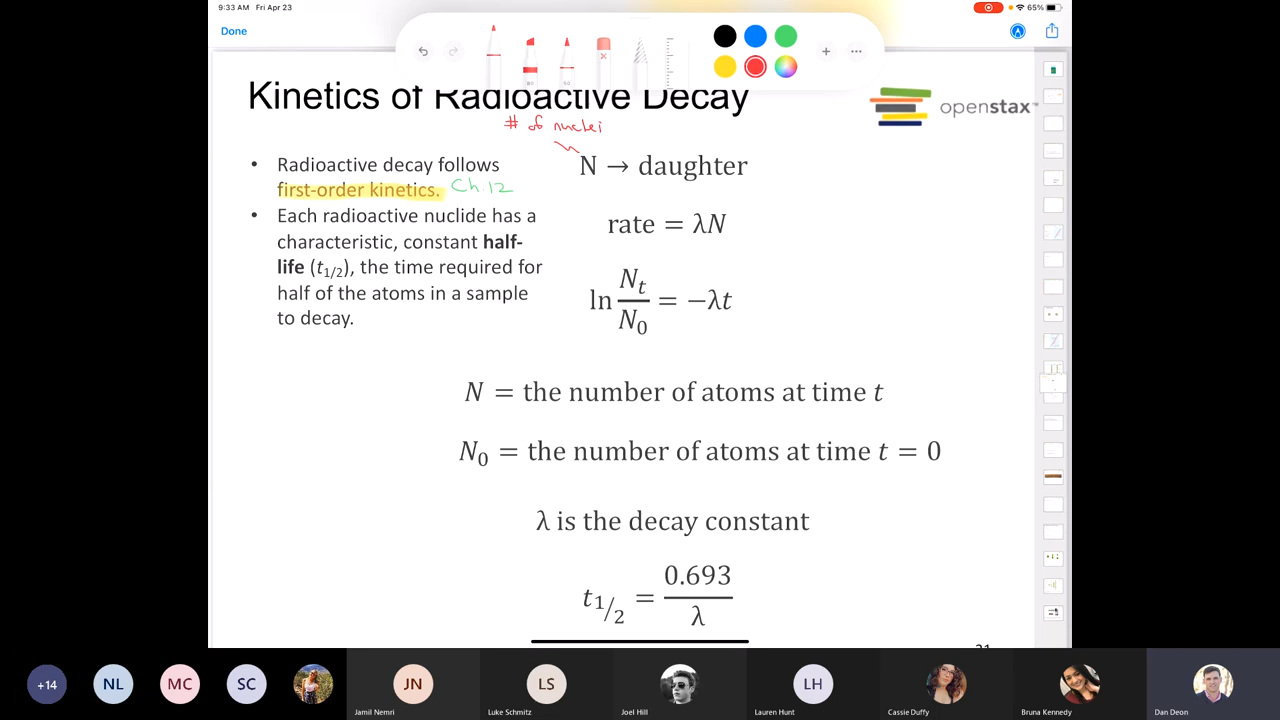 9:33 AM Fri Apr 23
65%
Done
Kinetics of Radioactive Decay
openstax™
# of nuclei
• Radioactive decay follows
first-order kinetics. Ch.12
• Each radioactive nuclide has a
characteristic, constant half-
life (t1/2), the time required for
half of the atoms in a sample
to decay.
N → daughter
rate = λN
ln Nt/N0 = −λt
N = the number of atoms at time t
N0 = the number of atoms at time t = 0
λ is the decay constant
t1/2 = 0.693/λ
+14
NL
MC
SC
JN
Jamil Nemri
LS
Luke Schmitz
Joel Hill
LH
Lauren Hunt
Cassie Duffy
Bruna Kennedy
Dan Deon